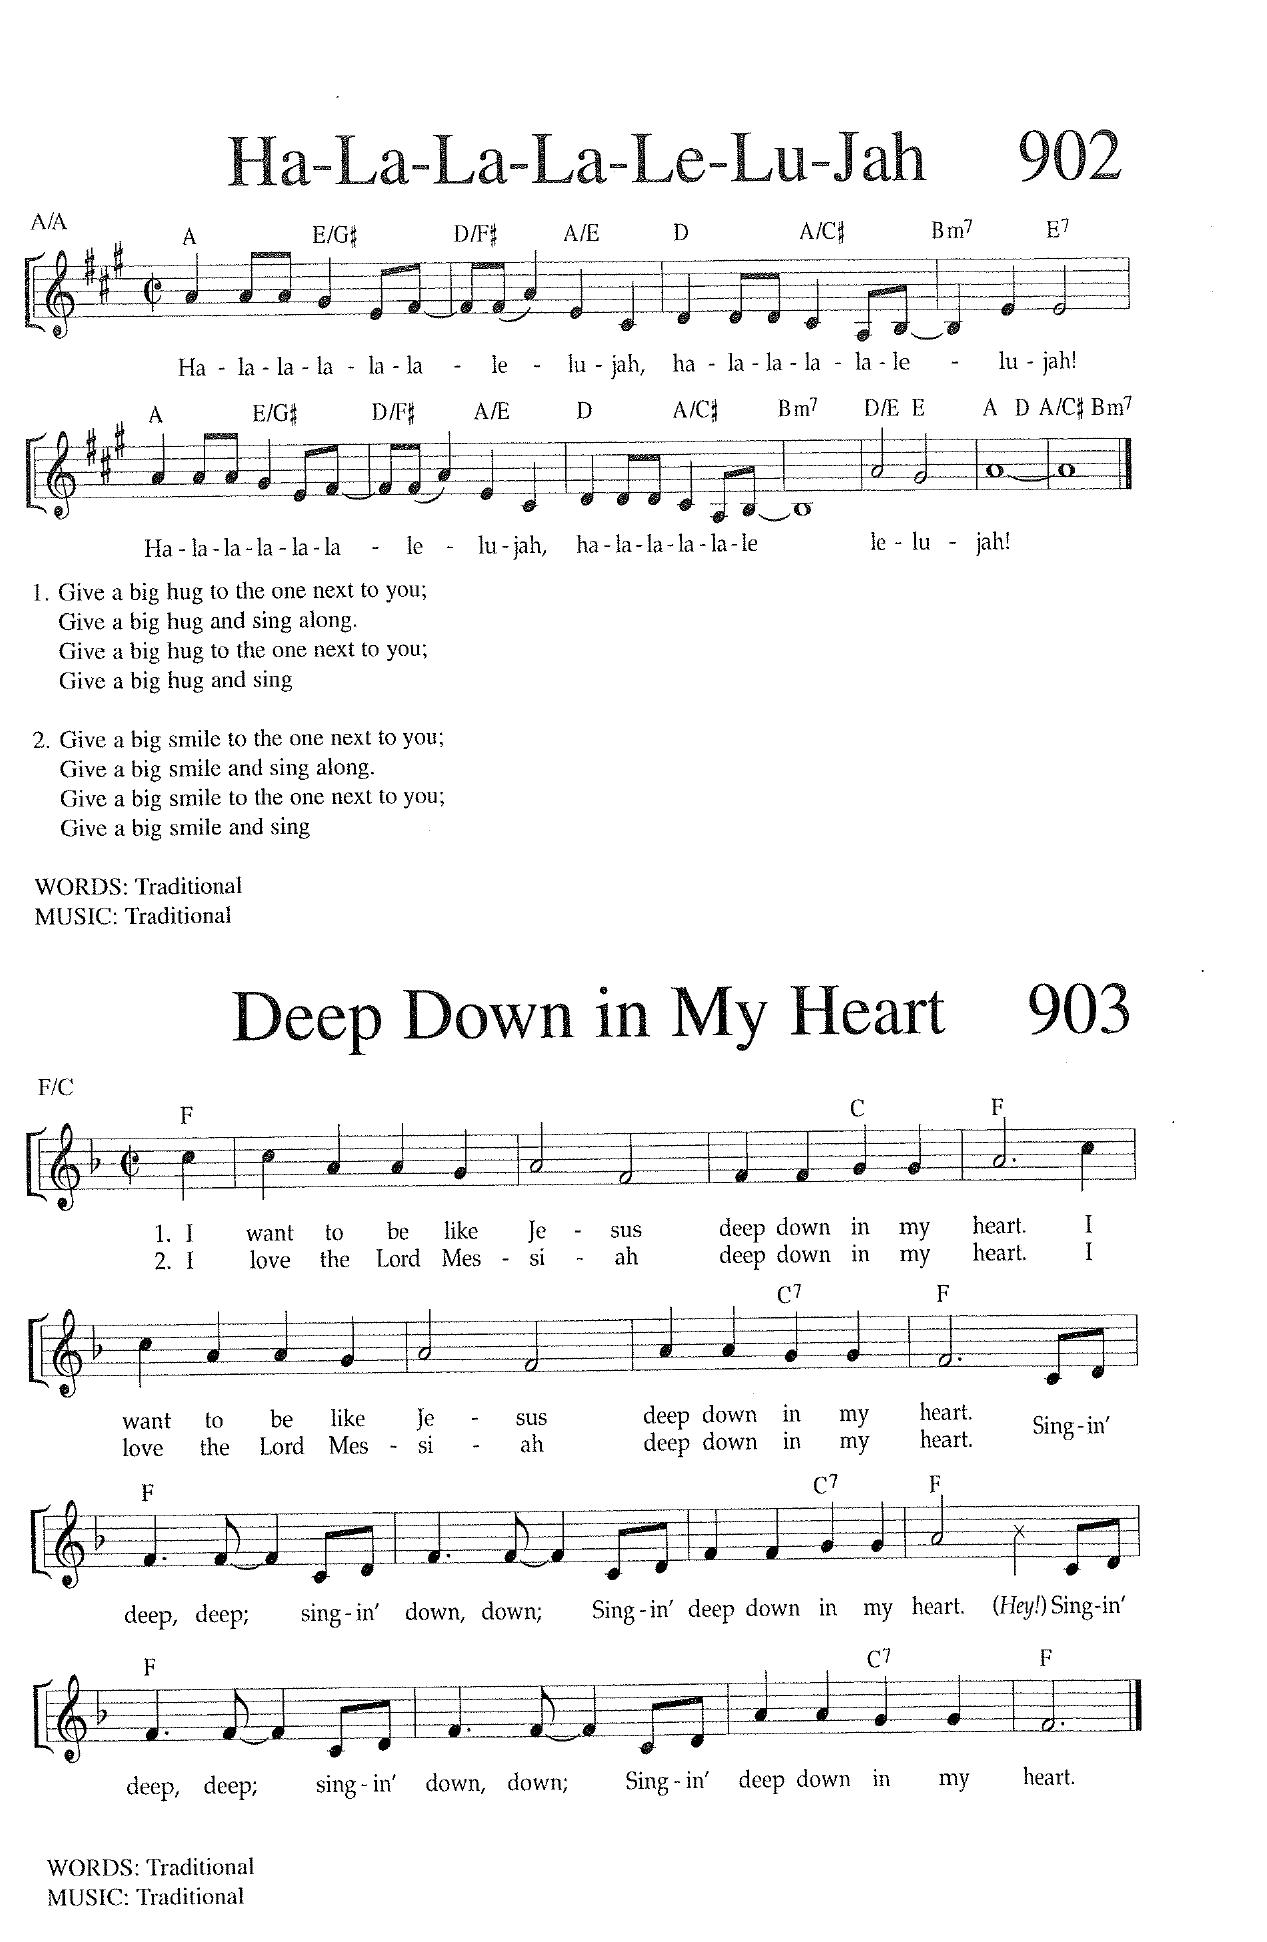 Ha-La-La-La-Le-Lu-Jah 902
A/A
A E/G♯ D/F♯ A/E D A/C♯ Bm7 E7
Ha - la - la - la - la - la - le - lu - jah, ha - la - la - la - la - le - lu - jah!
A E/G♯ D/F♯ A/E D A/C♯ Bm7 D/E E A D A/C♯ Bm7
Ha - la - la - la - la - la - le - lu - jah, ha - la - la - la - la - le le - lu - jah!
1. Give a big hug to the one next to you;
Give a big hug and sing along.
Give a big hug to the one next to you;
Give a big hug and sing
2. Give a big smile to the one next to you;
Give a big smile and sing along.
Give a big smile to the one next to you;
Give a big smile and sing
WORDS: Traditional
MUSIC: Traditional
Deep Down in My Heart 903
F/C
F C F
1. I want to be like Je - sus deep down in my heart. I
2. I love the Lord Mes - si - ah deep down in my heart. I
C7 F
want to be like Je - sus deep down in my heart. Sing-in'
love the Lord Mes - si - ah deep down in my heart.
F C7 F
deep, deep; sing-in' down, down; Sing-in' deep down in my heart. (Hey!) Sing-in'
F C7 F
deep, deep; sing-in' down, down; Sing-in' deep down in my heart.
WORDS: Traditional
MUSIC: Traditional